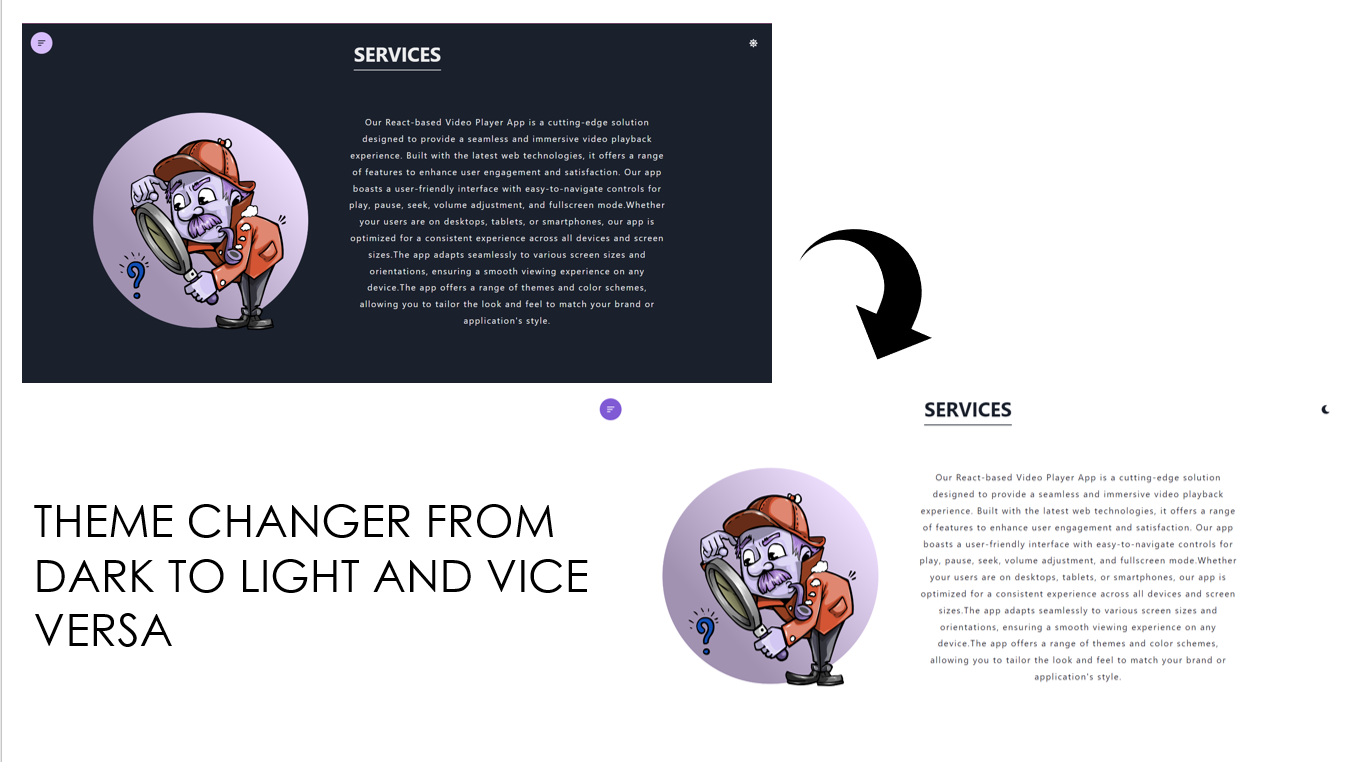 SERVICES
Our React-based Video Player App is a cutting-edge solution
designed to provide a seamless and immersive video playback
experience. Built with the latest web technologies, it offers a range
of features to enhance user engagement and satisfaction. Our app
boasts a user-friendly interface with easy-to-navigate controls for
play, pause, seek, volume adjustment, and fullscreen mode.Whether
your users are on desktops, tablets, or smartphones, our app is
optimized for a consistent experience across all devices and screen
sizes.The app adapts seamlessly to various screen sizes and
orientations, ensuring a smooth viewing experience on any
device.The app offers a range of themes and color schemes,
allowing you to tailor the look and feel to match your brand or
application's style.
?
THEME CHANGER FROM
DARK TO LIGHT AND VICE
VERSA
SERVICES
Our React-based Video Player App is a cutting-edge solution
designed to provide a seamless and immersive video playback
experience. Built with the latest web technologies, it offers a range
of features to enhance user engagement and satisfaction. Our app
boasts a user-friendly interface with easy-to-navigate controls for
play, pause, seek, volume adjustment, and fullscreen mode.Whether
your users are on desktops, tablets, or smartphones, our app is
optimized for a consistent experience across all devices and screen
sizes.The app adapts seamlessly to various screen sizes and
orientations, ensuring a smooth viewing experience on any
device.The app offers a range of themes and color schemes,
allowing you to tailor the look and feel to match your brand or
application's style.
?